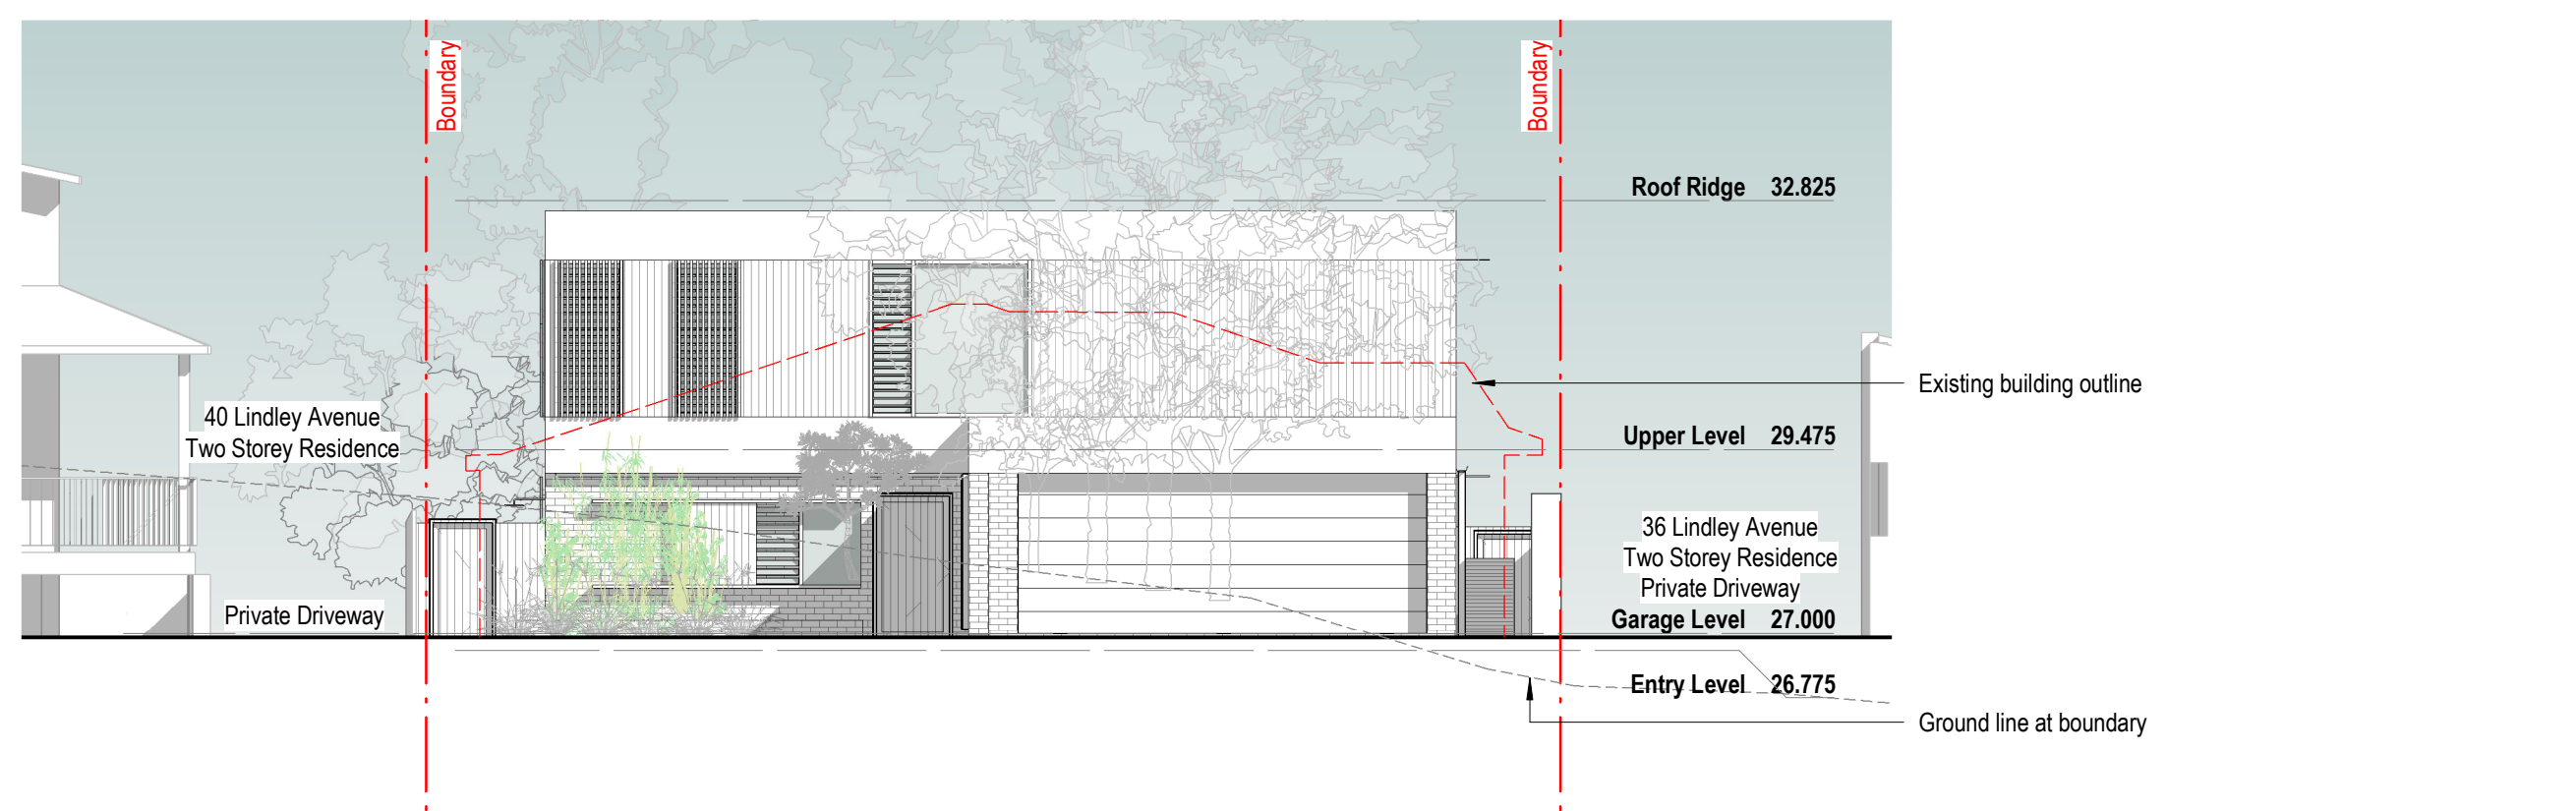 Boundary
Boundary
Roof Ridge 32.825
Existing building outline
40 Lindley Avenue
Two Storey Residence
Upper Level 29.475
36 Lindley Avenue
Two Storey Residence
Private Driveway
Private Driveway
Garage Level 27.000
Entry Level 26.775
Ground line at boundary